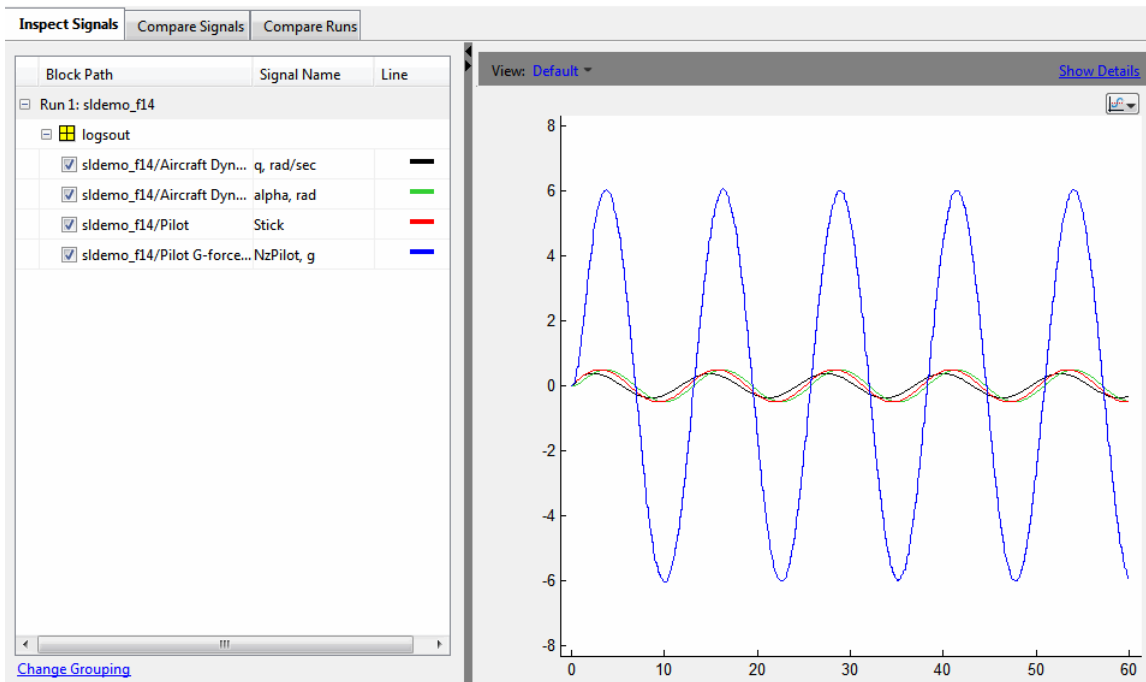 Inspect Signals Compare Signals Compare Runs
Block Path Signal Name Line
Run 1: sldemo_f14
logsout
sldemo_f14/Aircraft Dyn... q, rad/sec
sldemo_f14/Aircraft Dyn... alpha, rad
sldemo_f14/Pilot Stick
sldemo_f14/Pilot G-force... NzPilot, g
Change Grouping
View: Default Show Details
8
6
4
2
0
-2
-4
-6
-8
0 10 20 30 40 50 60